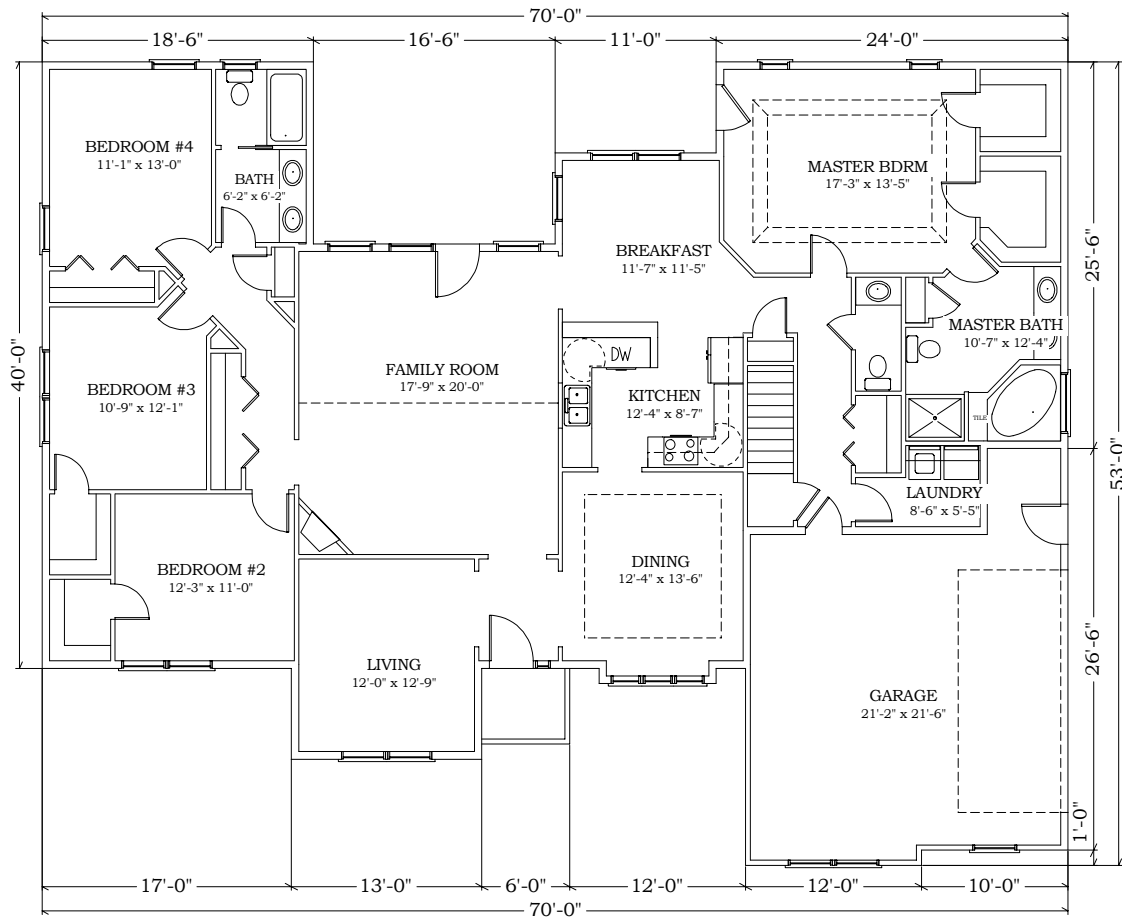 70'-0"
18'-6"
16'-6"
11'-0"
24'-0"
BEDROOM #4
11'-1" x 13'-0"
BATH
6'-2" x 6'-2"
MASTER BDRM
17'-3" x 13'-5"
BREAKFAST
11'-7" x 11'-5"
25'-6"
MASTER BATH
10'-7" x 12'-4"
40'-0"
BEDROOM #3
10'-9" x 12'-1"
FAMILY ROOM
17'-9" x 20'-0"
DW
KITCHEN
12'-4" x 8'-7"
TILE
LAUNDRY
8'-6" x 5'-5"
53'-0"
BEDROOM #2
12'-3" x 11'-0"
DINING
12'-4" x 13'-6"
LIVING
12'-0" x 12'-9"
26'-6"
GARAGE
21'-2" x 21'-6"
1'-0"
17'-0"
13'-0"
6'-0"
12'-0"
12'-0"
10'-0"
70'-0"